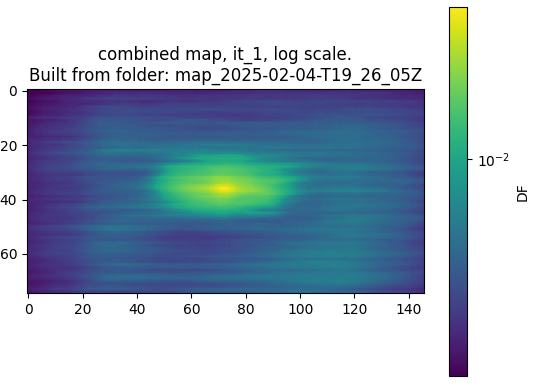 combined map, it_1, log scale.
Built from folder: map_2025-02-04-T19_26_05Z
0
20
40
60
0 20 40 60 80 100 120 140
10⁻²
DF